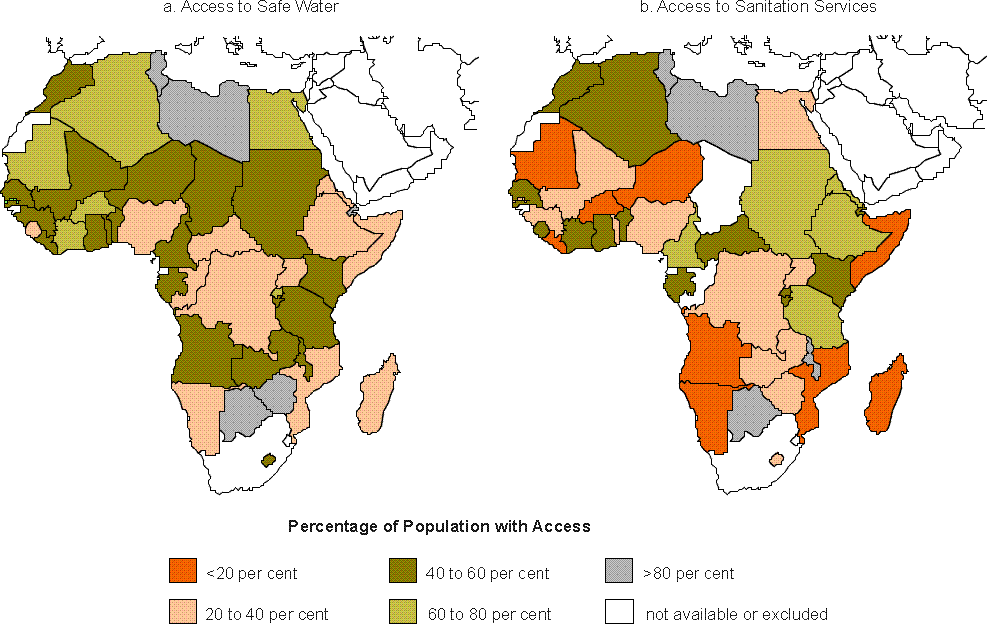 a. Access to Safe Water
b. Access to Sanitation Services
Percentage of Population with Access
<20 per cent
40 to 60 per cent
>80 per cent
20 to 40 per cent
60 to 80 per cent
not available or excluded